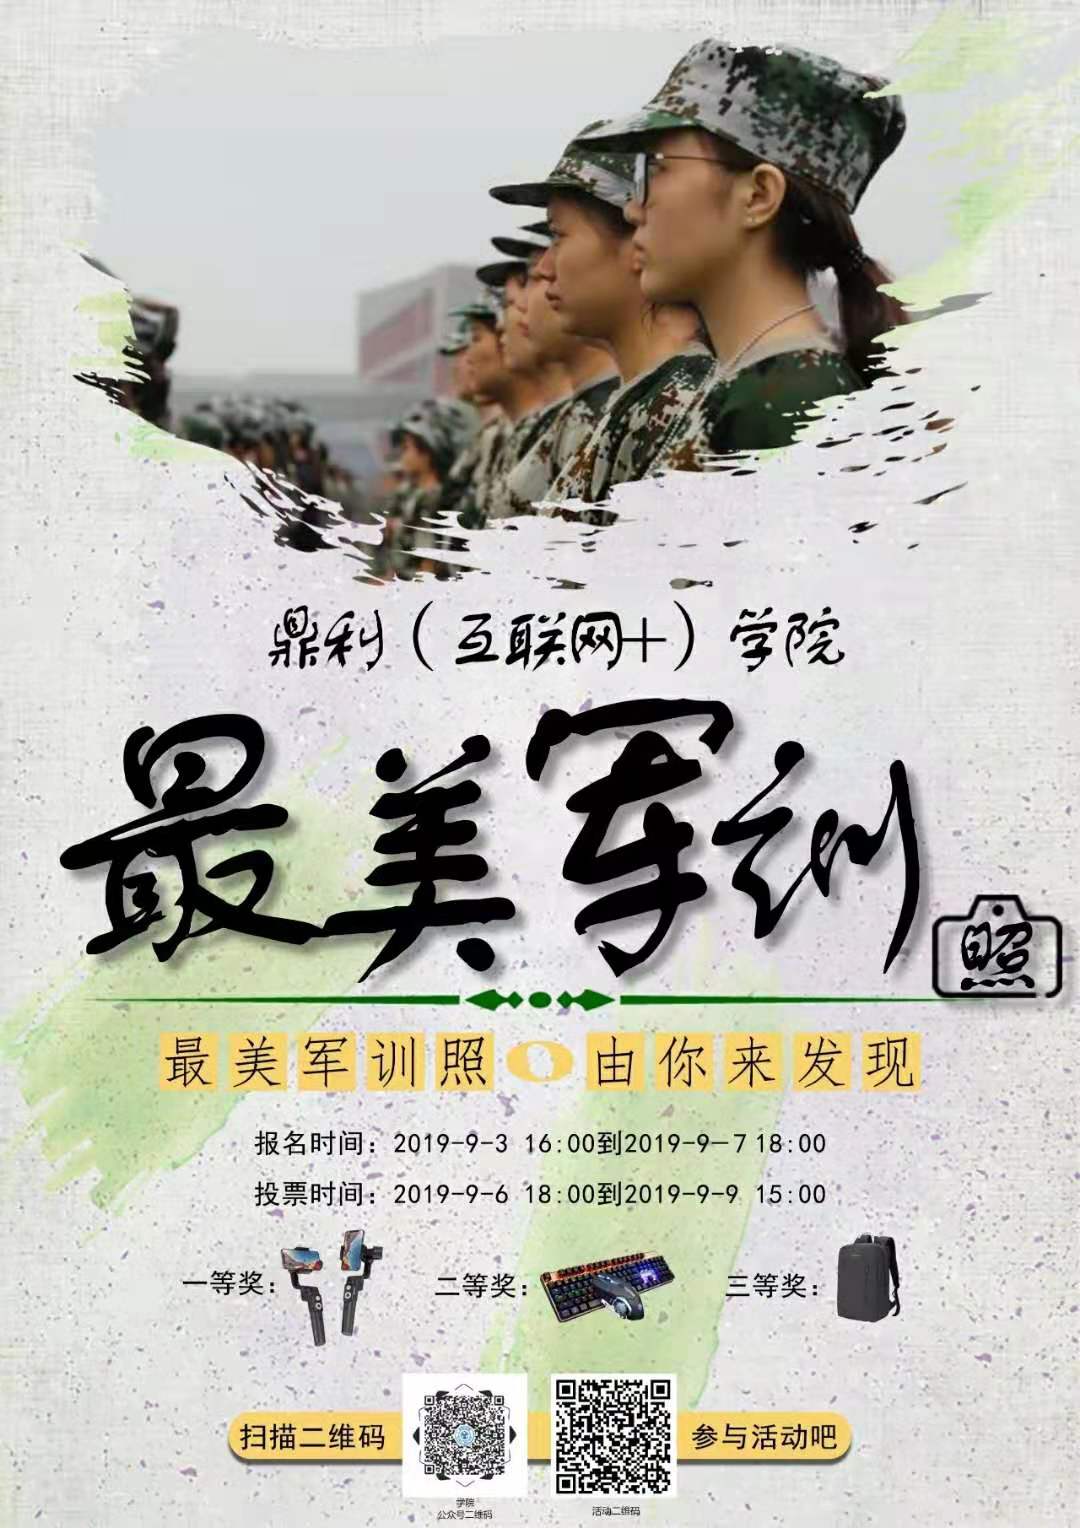 鼎利（互联网+）学院
最美军训
照
最美军训照 由你来发现
报名时间：2019-9-3 16:00到2019-9-7 18:00
投票时间：2019-9-6 18:00到2019-9-9 15:00
一等奖： 二等奖： 三等奖：
扫描二维码 参与活动吧
学院
公众号二维码
活动二维码